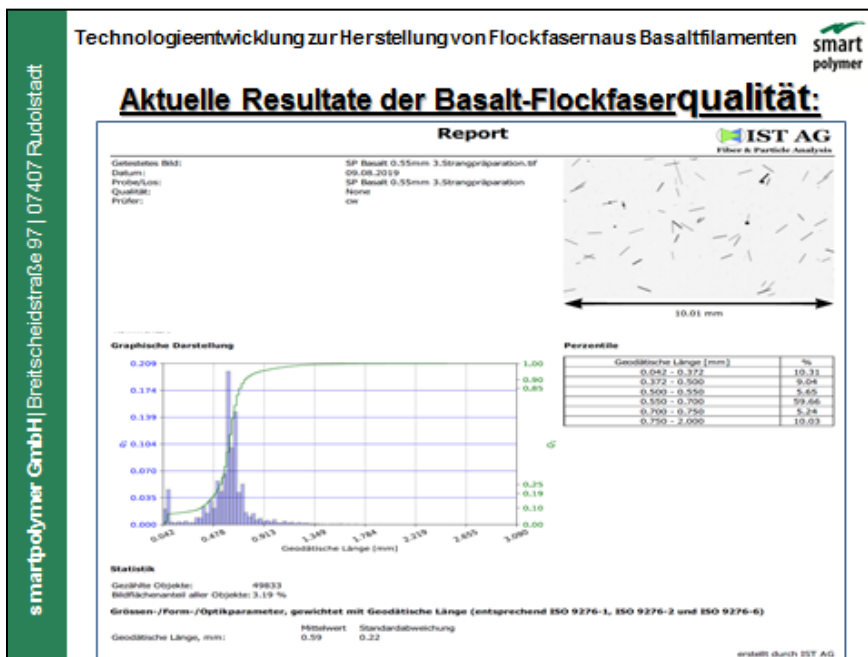 Technologieentwicklung zur Herstellung von Flockfasernaus Basaltfilamenten
smart
polymer
smartpolymer GmbH | Breitscheidstraße 97 | 07407 Rudolstadt
Aktuelle Resultate der Basalt-Flockfaserqualität:
Report
IST AG
Fiber & Particle Analysis
Getestetes Bild: SP Basalt 0.55mm 3.Strangpräparation.tif
Datum: 09.08.2019
Probe/Los: SP Basalt 0.55mm 3.Strangpräparation
Qualität: None
Prüfer: cw
10.01 mm
Graphische Darstellung
0.209
0.174
0.139
0.104
0.070
0.035
0.000
1.00
0.90
0.85
0.25
0.19
0.10
0.00
0.042 0.478 0.913 1.349 1.784 2.219 2.655 3.090
Geodätische Länge [mm]
Perzentile
Geodätische Länge [mm] %
0.042 - 0.372 10.31
0.372 - 0.500 9.04
0.500 - 0.550 5.65
0.550 - 0.700 59.66
0.700 - 0.750 5.24
0.750 - 2.000 10.03
Statistik
Gezählte Objekte: 49833
Bildflächenanteil aller Objekte: 3.19 %
Grössen-/Form-/Optikparameter, gewichtet mit Geodätische Länge (entsprechend ISO 9276-1, ISO 9276-2 und ISO 9276-6)
Mittelwert Standardabweichung
Geodätische Länge, mm: 0.59 0.22
erstellt durch IST AG